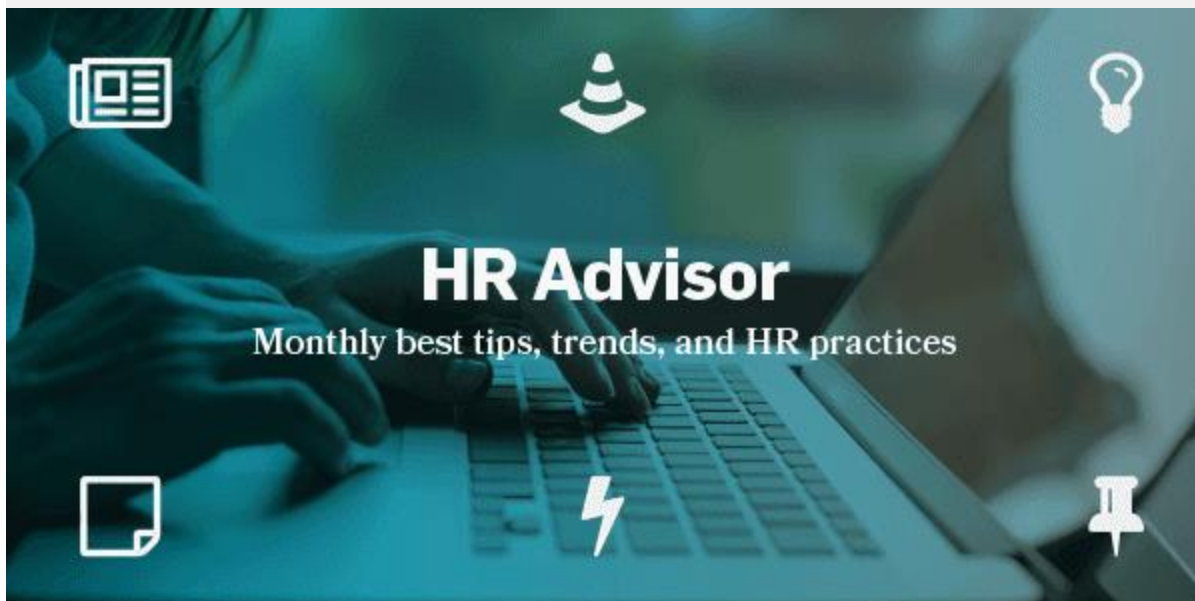 HR Advisor
Monthly best tips, trends, and HR practices